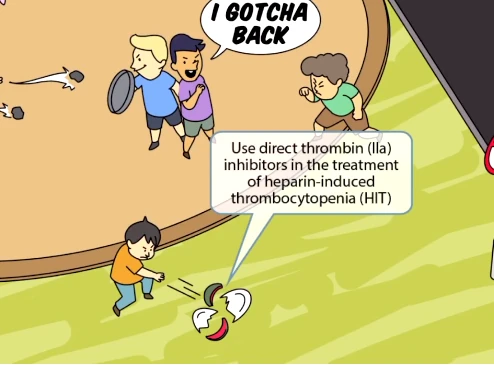 I GOTCHA
BACK
Use direct thrombin (IIa)
inhibitors in the treatment
of heparin-induced
thrombocytopenia (HIT)